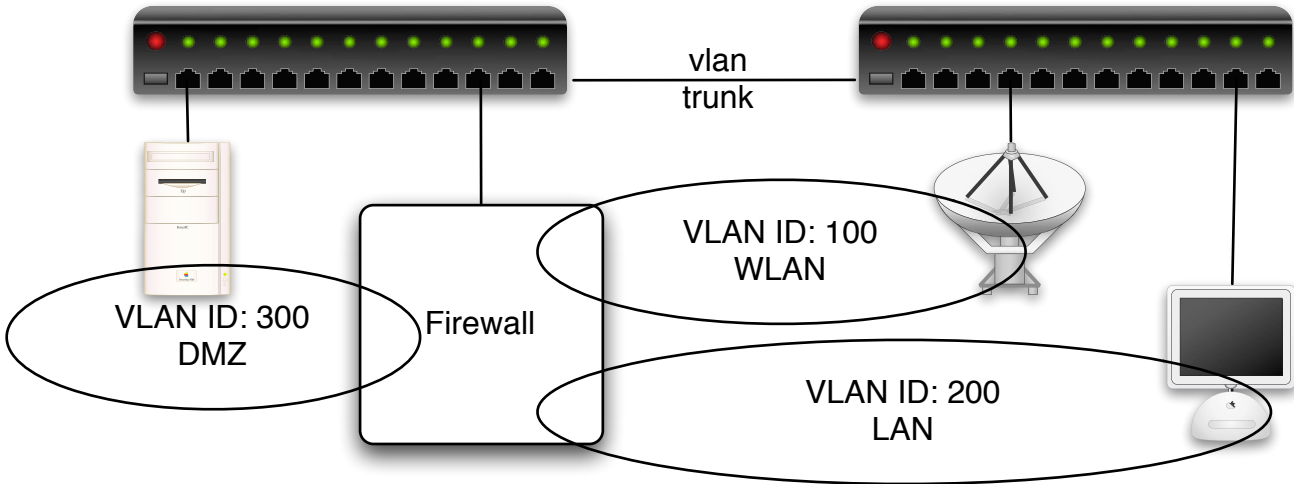 vlan
trunk
VLAN ID: 100
WLAN
VLAN ID: 300
DMZ
Firewall
VLAN ID: 200
LAN